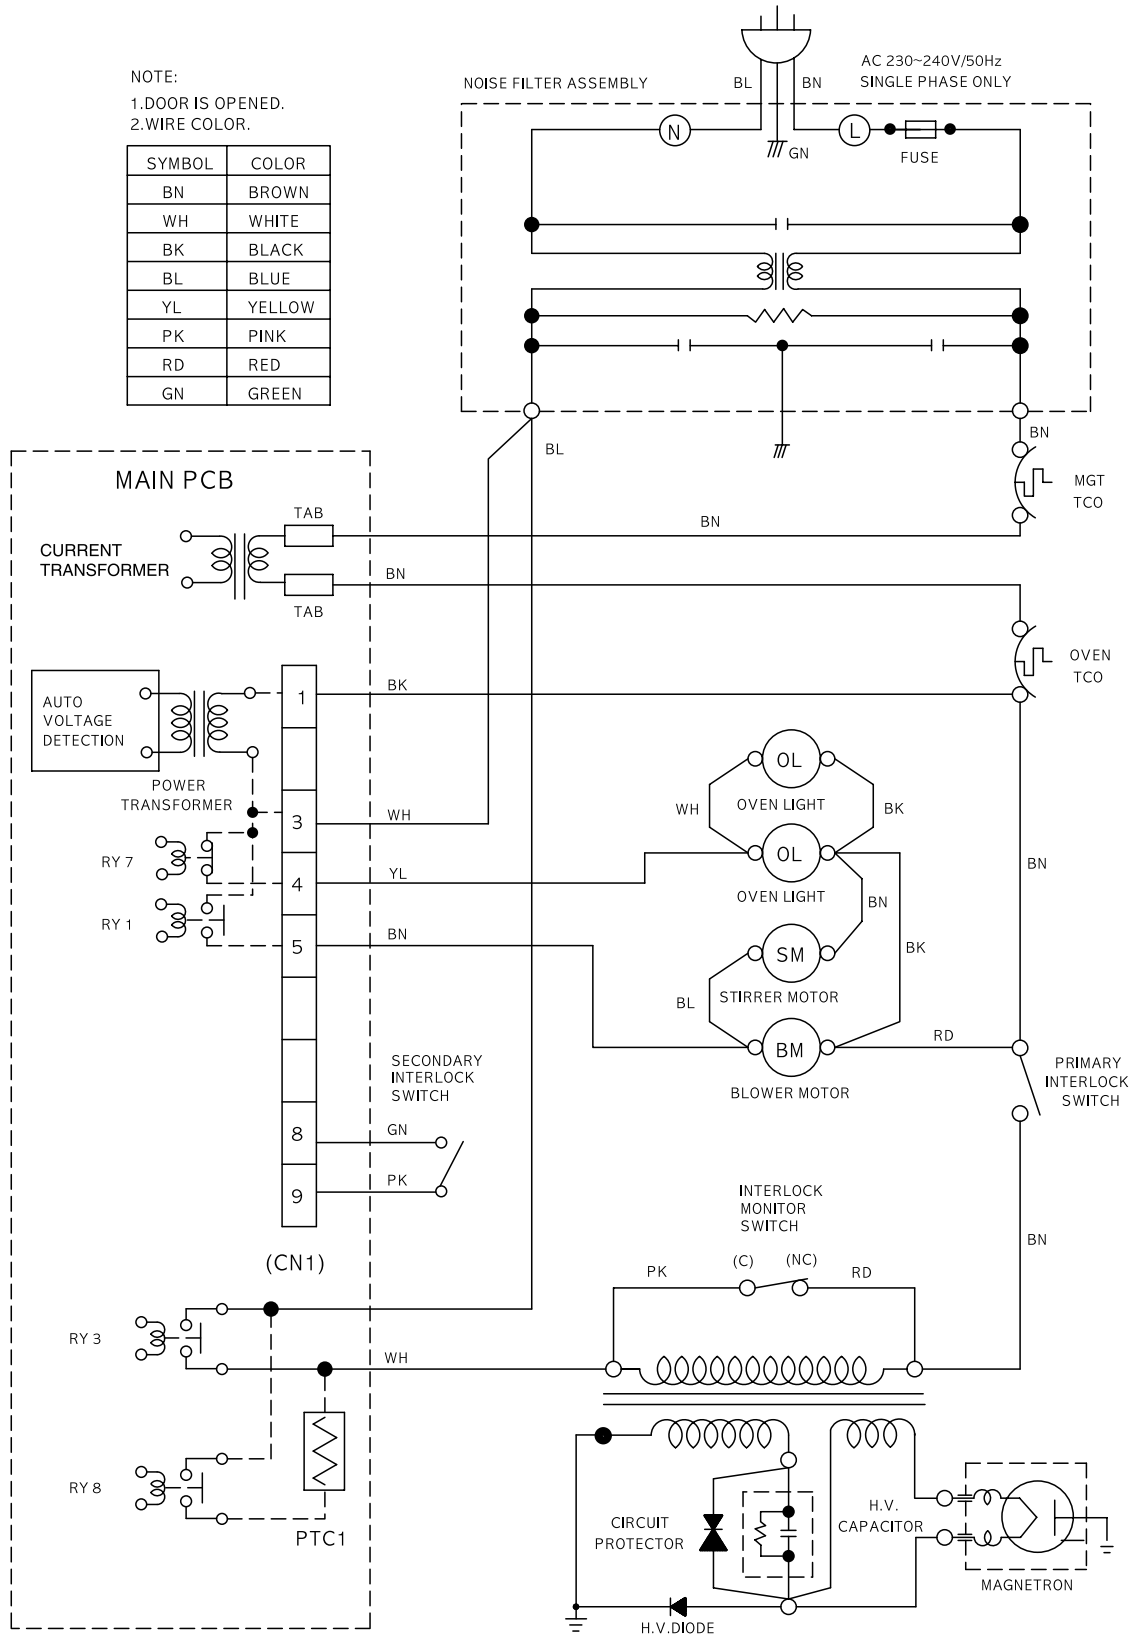 AC 230~240V/50Hz
SINGLE PHASE ONLY
NOTE:
1.DOOR IS OPENED.
2.WIRE COLOR.
NOISE FILTER ASSEMBLY
BL
BN
N
L
GN
FUSE
SYMBOL COLOR
BN BROWN
WH WHITE
BK BLACK
BL BLUE
YL YELLOW
PK PINK
RD RED
GN GREEN
BL
BN
MAIN PCB
MGT
TCO
TAB
BN
CURRENT
TRANSFORMER
BN
TAB
OVEN
TCO
BK
1
AUTO
VOLTAGE
DETECTION
POWER
TRANSFORMER
OL
OVEN LIGHT
WH
BK
3
WH
RY 7
4
YL
OL
OVEN LIGHT
BN
BN
RY 1
5
BN
BK
SM
STIRRER MOTOR
BL
RD
BM
BLOWER MOTOR
SECONDARY
INTERLOCK
SWITCH
PRIMARY
INTERLOCK
SWITCH
8
GN
9
PK
INTERLOCK
MONITOR
SWITCH
BN
(CN1)
PK
(C)
(NC)
RD
RY 3
WH
RY 8
PTC1
CIRCUIT
PROTECTOR
H.V.
CAPACITOR
MAGNETRON
H.V.DIODE